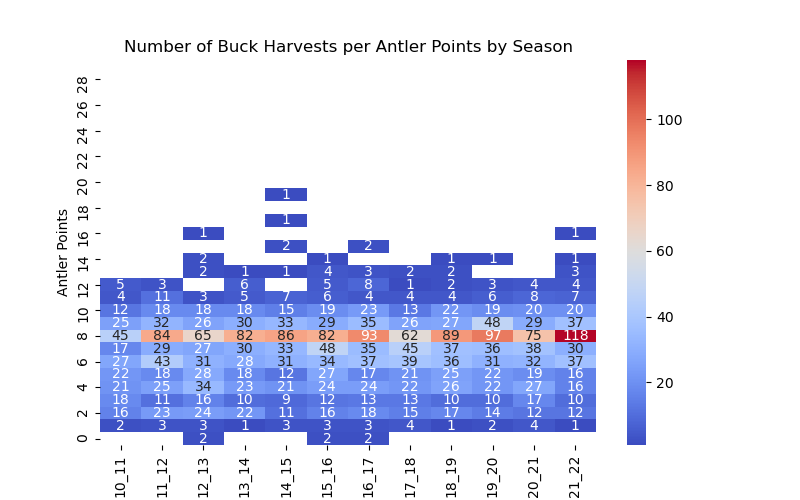 Number of Buck Harvests per Antler Points by Season
Antler Points
28
26
24
22
20
1
18
1
16 1 1
2 2
14 2 1 1 1 1
2 1 1 4 3 2 2 3
12 5 3 6 5 8 1 2 3 4 4
4 11 3 5 7 6 4 4 4 6 8 7
10 12 18 18 18 15 19 23 13 22 19 20 20
25 32 26 30 33 29 35 26 27 48 29 37
8 45 84 65 82 86 82 93 62 89 97 75 118
17 29 27 30 33 48 35 45 37 36 38 30
6 27 43 31 28 31 34 37 39 36 31 32 37
22 18 28 18 12 27 17 21 25 22 19 16
4 21 25 34 23 21 24 24 22 26 22 27 16
18 11 16 10 9 12 13 13 10 10 17 10
2 16 23 24 22 11 16 18 15 17 14 12 12
2 3 3 1 3 3 3 4 1 2 4 1
0 2 2 2
10_11 11_12 12_13 13_14 14_15 15_16 16_17 17_18 18_19 19_20 20_21 21_22
100
80
60
40
20